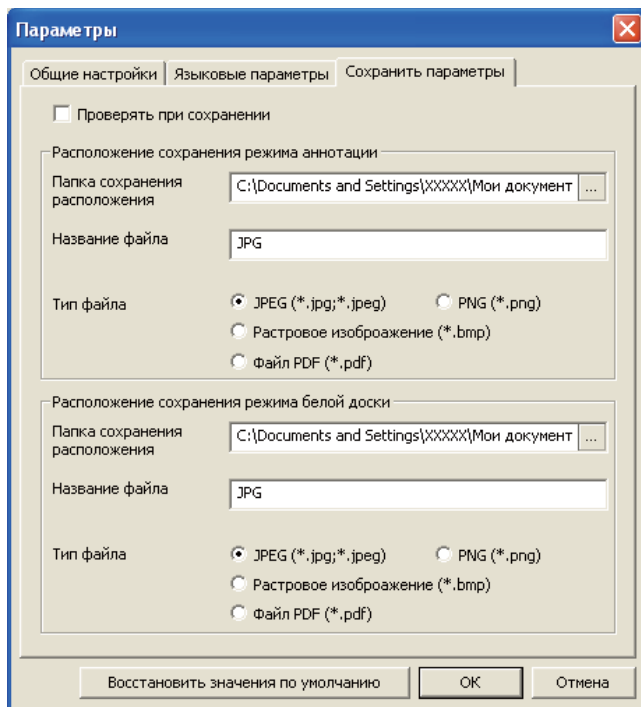 Параметры
Общие настройки Языковые параметры Сохранить параметры
Проверять при сохранении
Расположение сохранения режима аннотации
Папка сохранения расположения C:\Documents and Settings\XXXXX\Мои документ ...
Название файла JPG
Тип файла JPEG (*.jpg;*.jpeg) PNG (*.png)
Растровое изоброажение (*.bmp)
Файл PDF (*.pdf)
Расположение сохранения режима белой доски
Папка сохранения расположения C:\Documents and Settings\XXXXX\Мои документ ...
Название файла JPG
Тип файла JPEG (*.jpg;*.jpeg) PNG (*.png)
Растровое изоброажение (*.bmp)
Файл PDF (*.pdf)
Восстановить значения по умолчанию OK Отмена